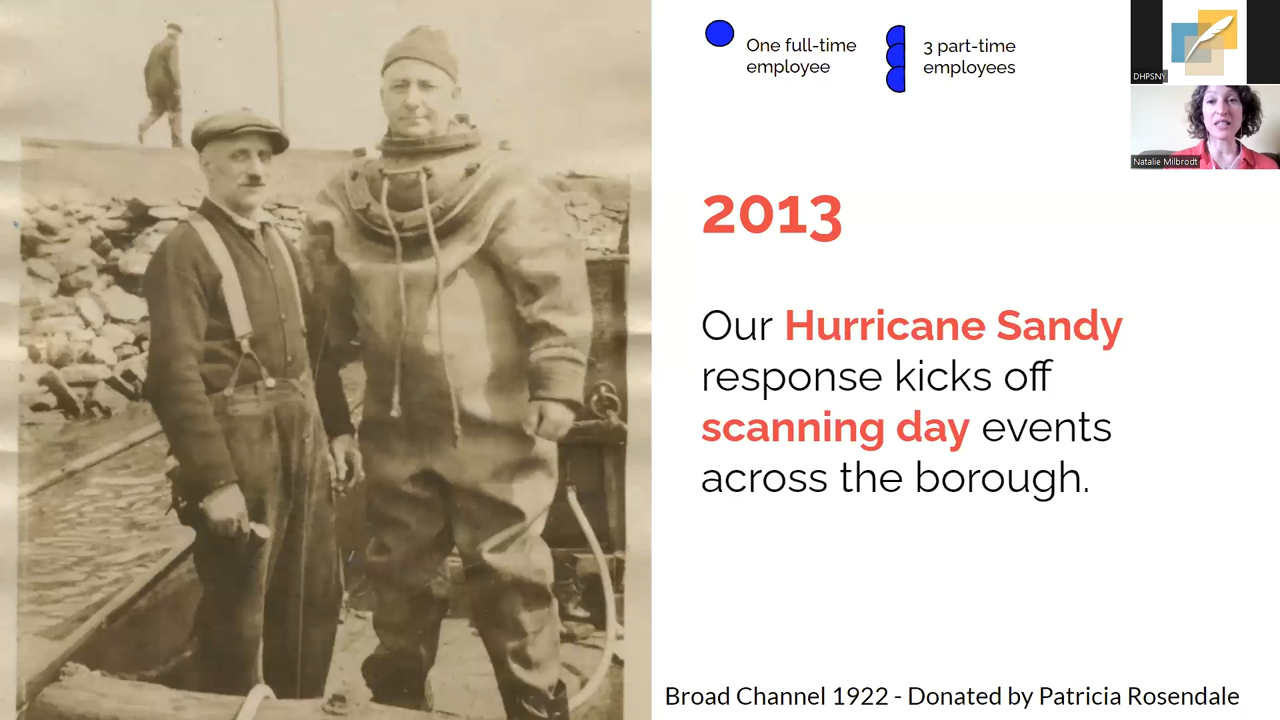 One full-time
employee
3 part-time
employees
DHPSNY
Natalie Milbrodt
2013
Our Hurricane Sandy
response kicks off
scanning day events
across the borough.
Broad Channel 1922 - Donated by Patricia Rosendale